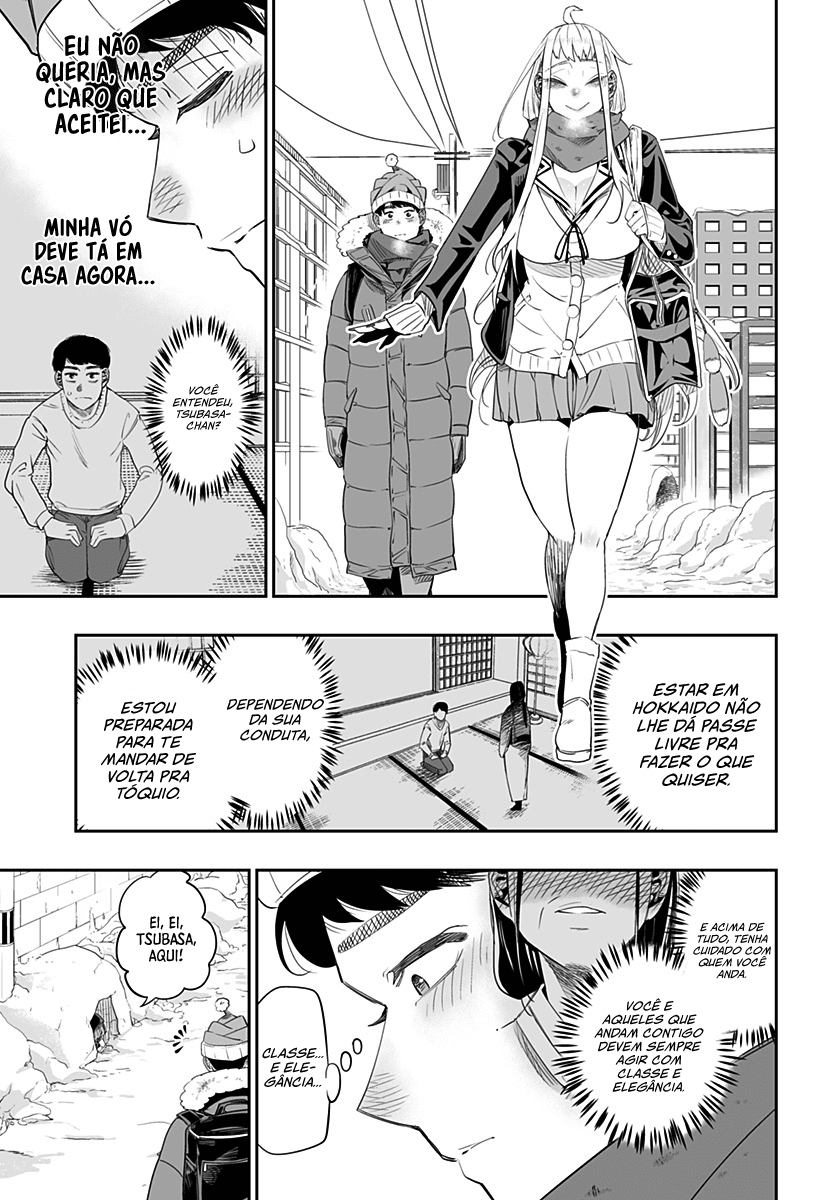 EU NÃO
QUERIA, MAS
CLARO QUE
ACEITEI...
MINHA VÓ
DEVE TÁ EM
CASA AGORA...
VOCÊ
ENTENDEU,
TSUBASA-
CHAN?
ESTAR EM
HOKKAIDO NÃO
LHE DÁ PASSE
LIVRE PRA
FAZER O QUE
QUISER.
DEPENDENDO
DA SUA
CONDUTA,
ESTOU
PREPARADA
PARA TE
MANDAR DE
VOLTA PRA
TÓQUIO.
E ACIMA DE
TUDO, TENHA
CUIDADO COM
QUEM VOCÊ
ANDA.
VOCÊ E
AQUELES QUE
ANDAM CONTIGO
DEVEM SEMPRE
AGIR COM
CLASSE E
ELEGÂNCIA.
CLASSE...
E ELE-
GÂNCIA...
EI, EI,
TSUBASA,
AQUI!